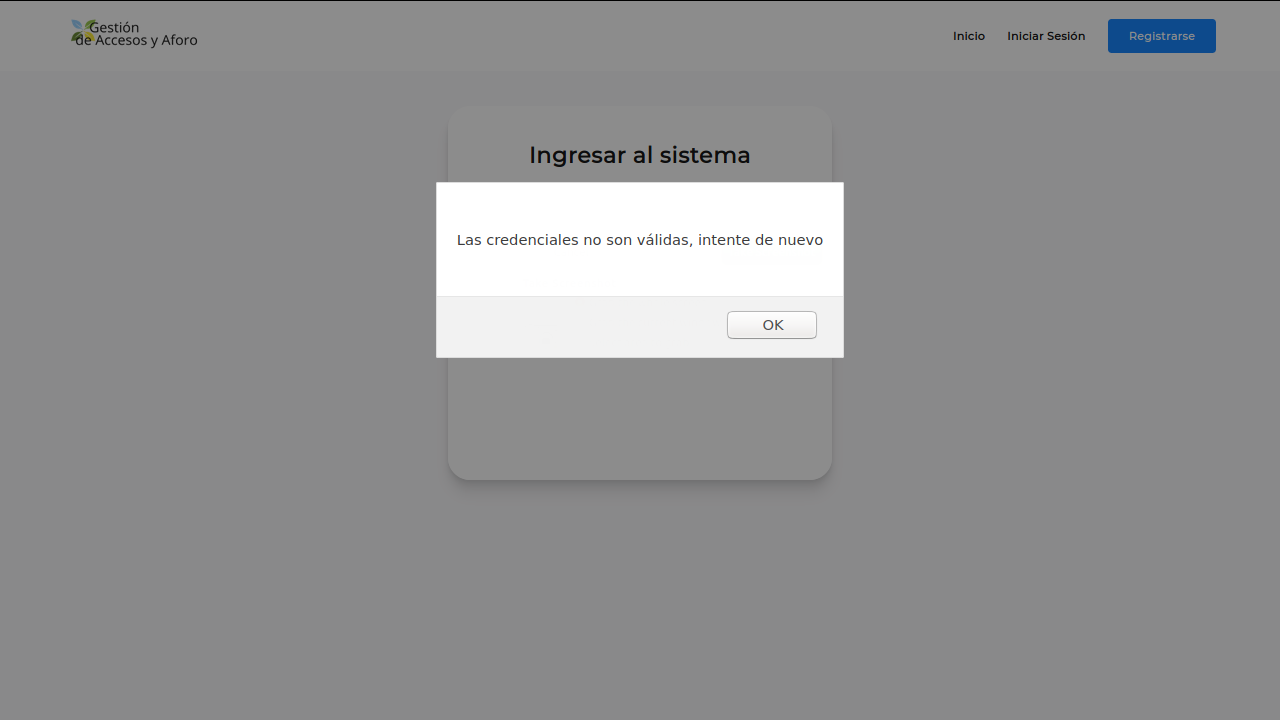 Gestión
de Accesos y Aforo
Inicio
Iniciar Sesión
Registrarse
Ingresar al sistema
Las credenciales no son válidas, intente de nuevo
OK